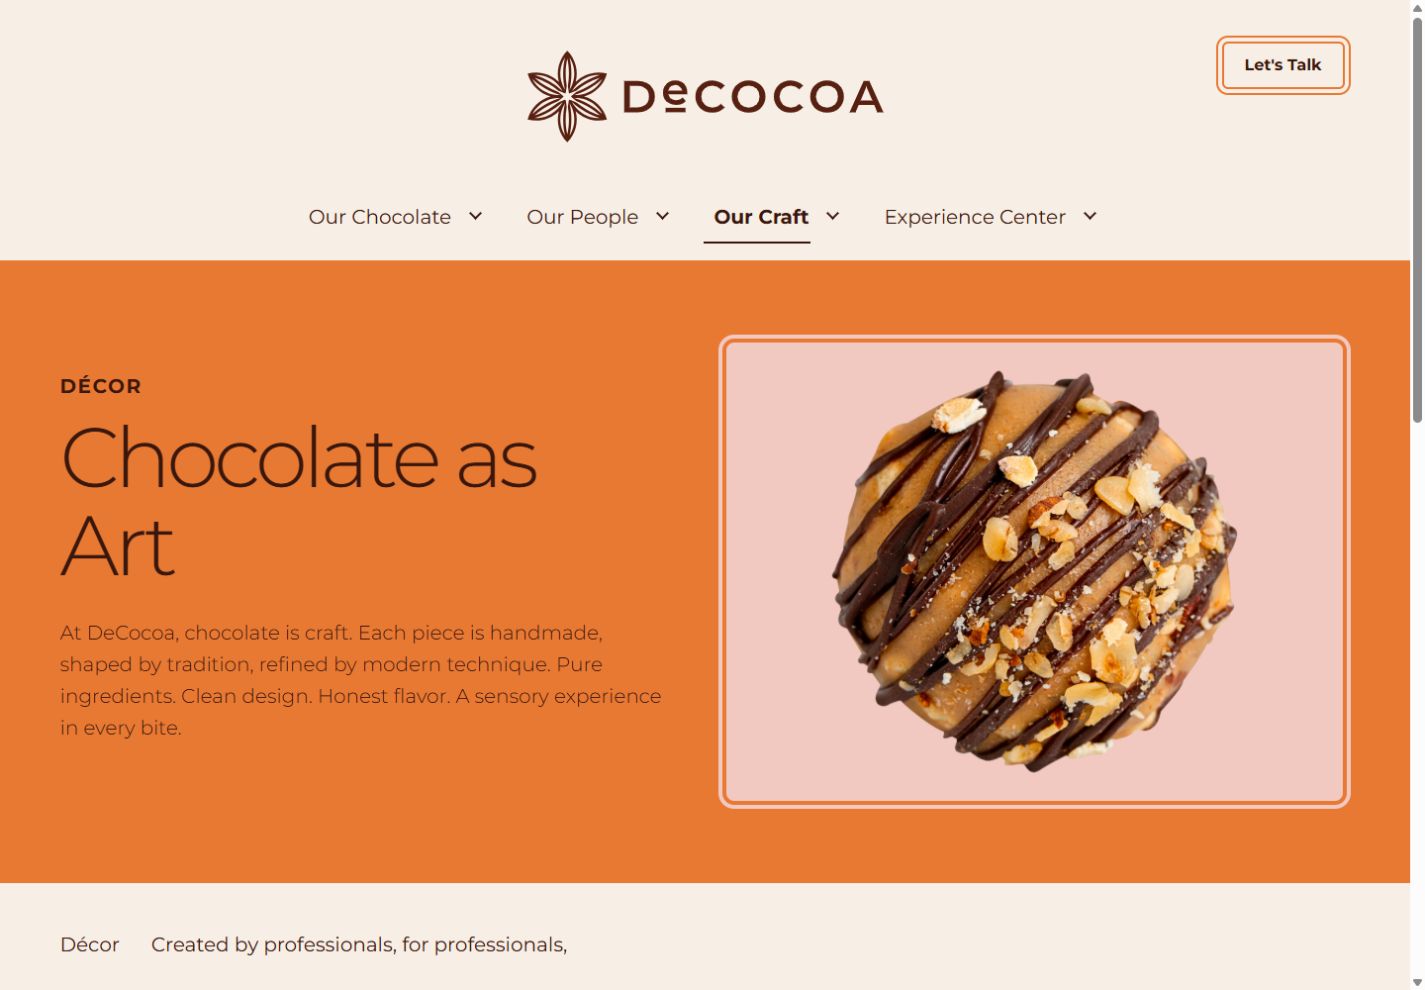 DeCOCOA
Let's Talk
Our Chocolate
Our People
Our Craft
Experience Center
DÉCOR
Chocolate as
Art
At DeCocoa, chocolate is craft. Each piece is handmade,
shaped by tradition, refined by modern technique. Pure
ingredients. Clean design. Honest flavor. A sensory experience
in every bite.
Décor
Created by professionals, for professionals,